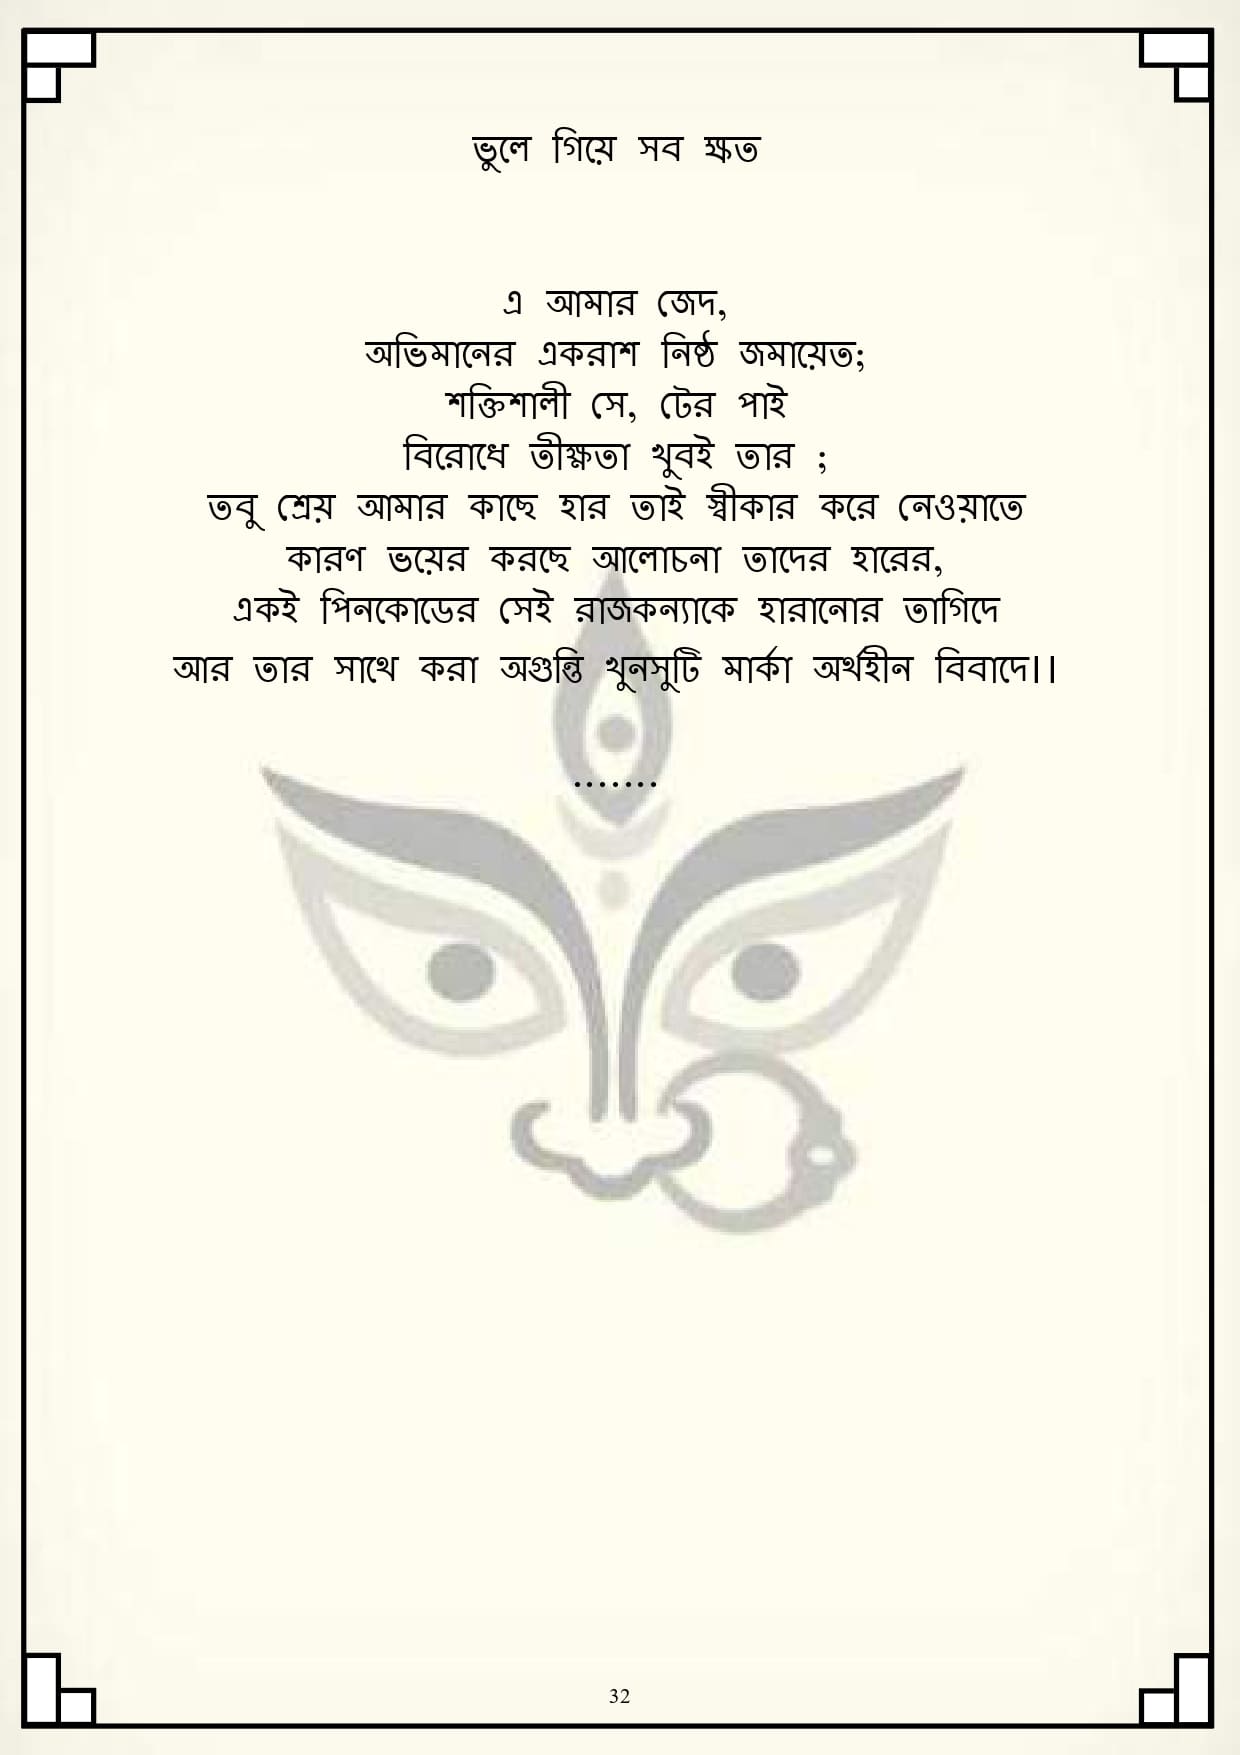 ভুলে গিয়ে সব ক্ষত
এ আমার জেদ,
অভিমানের একরাশ নিষ্ঠ জমায়েত;
শক্তিশালী সে, টের পাই
বিরোধে তীক্ষ্ণতা খুবই তার ;
তবু শ্রেয় আমার কাছে হার তাই স্বীকার করে নেওয়াতে
কারণ ভয়ের করছে আলোচনা তাদের হারের,
একই পিনকোডের সেই রাজকন্যাকে হারানোর তাগিদে
আর তার সাথে করা অগুন্তি খুনসুটি মার্কা অর্থহীন বিবাদে।।
.......
32